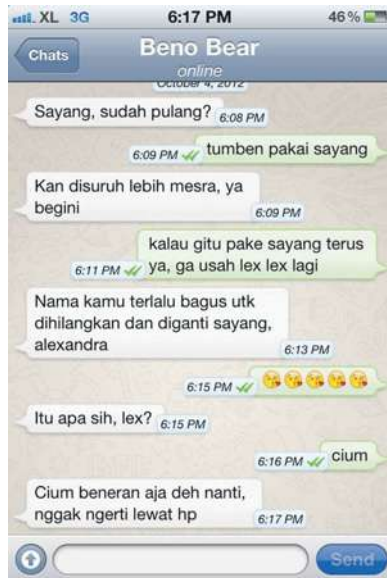 XL 3G 6:17 PM 46%
Chats
Beno Bear
online
October 4, 2012
Sayang, sudah pulang? 6:08 PM
6:09 PM tumben pakai sayang
Kan disuruh lebih mesra, ya
begini 6:09 PM
kalau gitu pake sayang terus
6:11 PM ya, ga usah lex lex lagi
Nama kamu terlalu bagus utk
dihilangkan dan diganti sayang,
alexandra 6:13 PM
6:15 PM
Itu apa sih, lex? 6:15 PM
6:16 PM cium
Cium beneran aja deh nanti,
nggak ngerti lewat hp 6:17 PM
Send